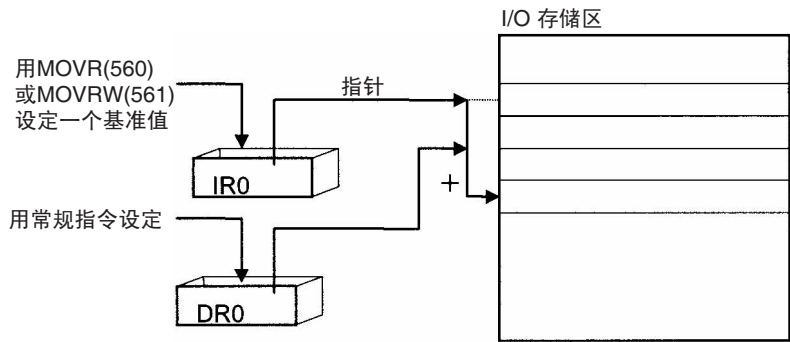 I/O 存储区
用MOVR(560)
或MOVRW(561)
设定一个基准值
指针
IR0
+
用常规指令设定
DR0